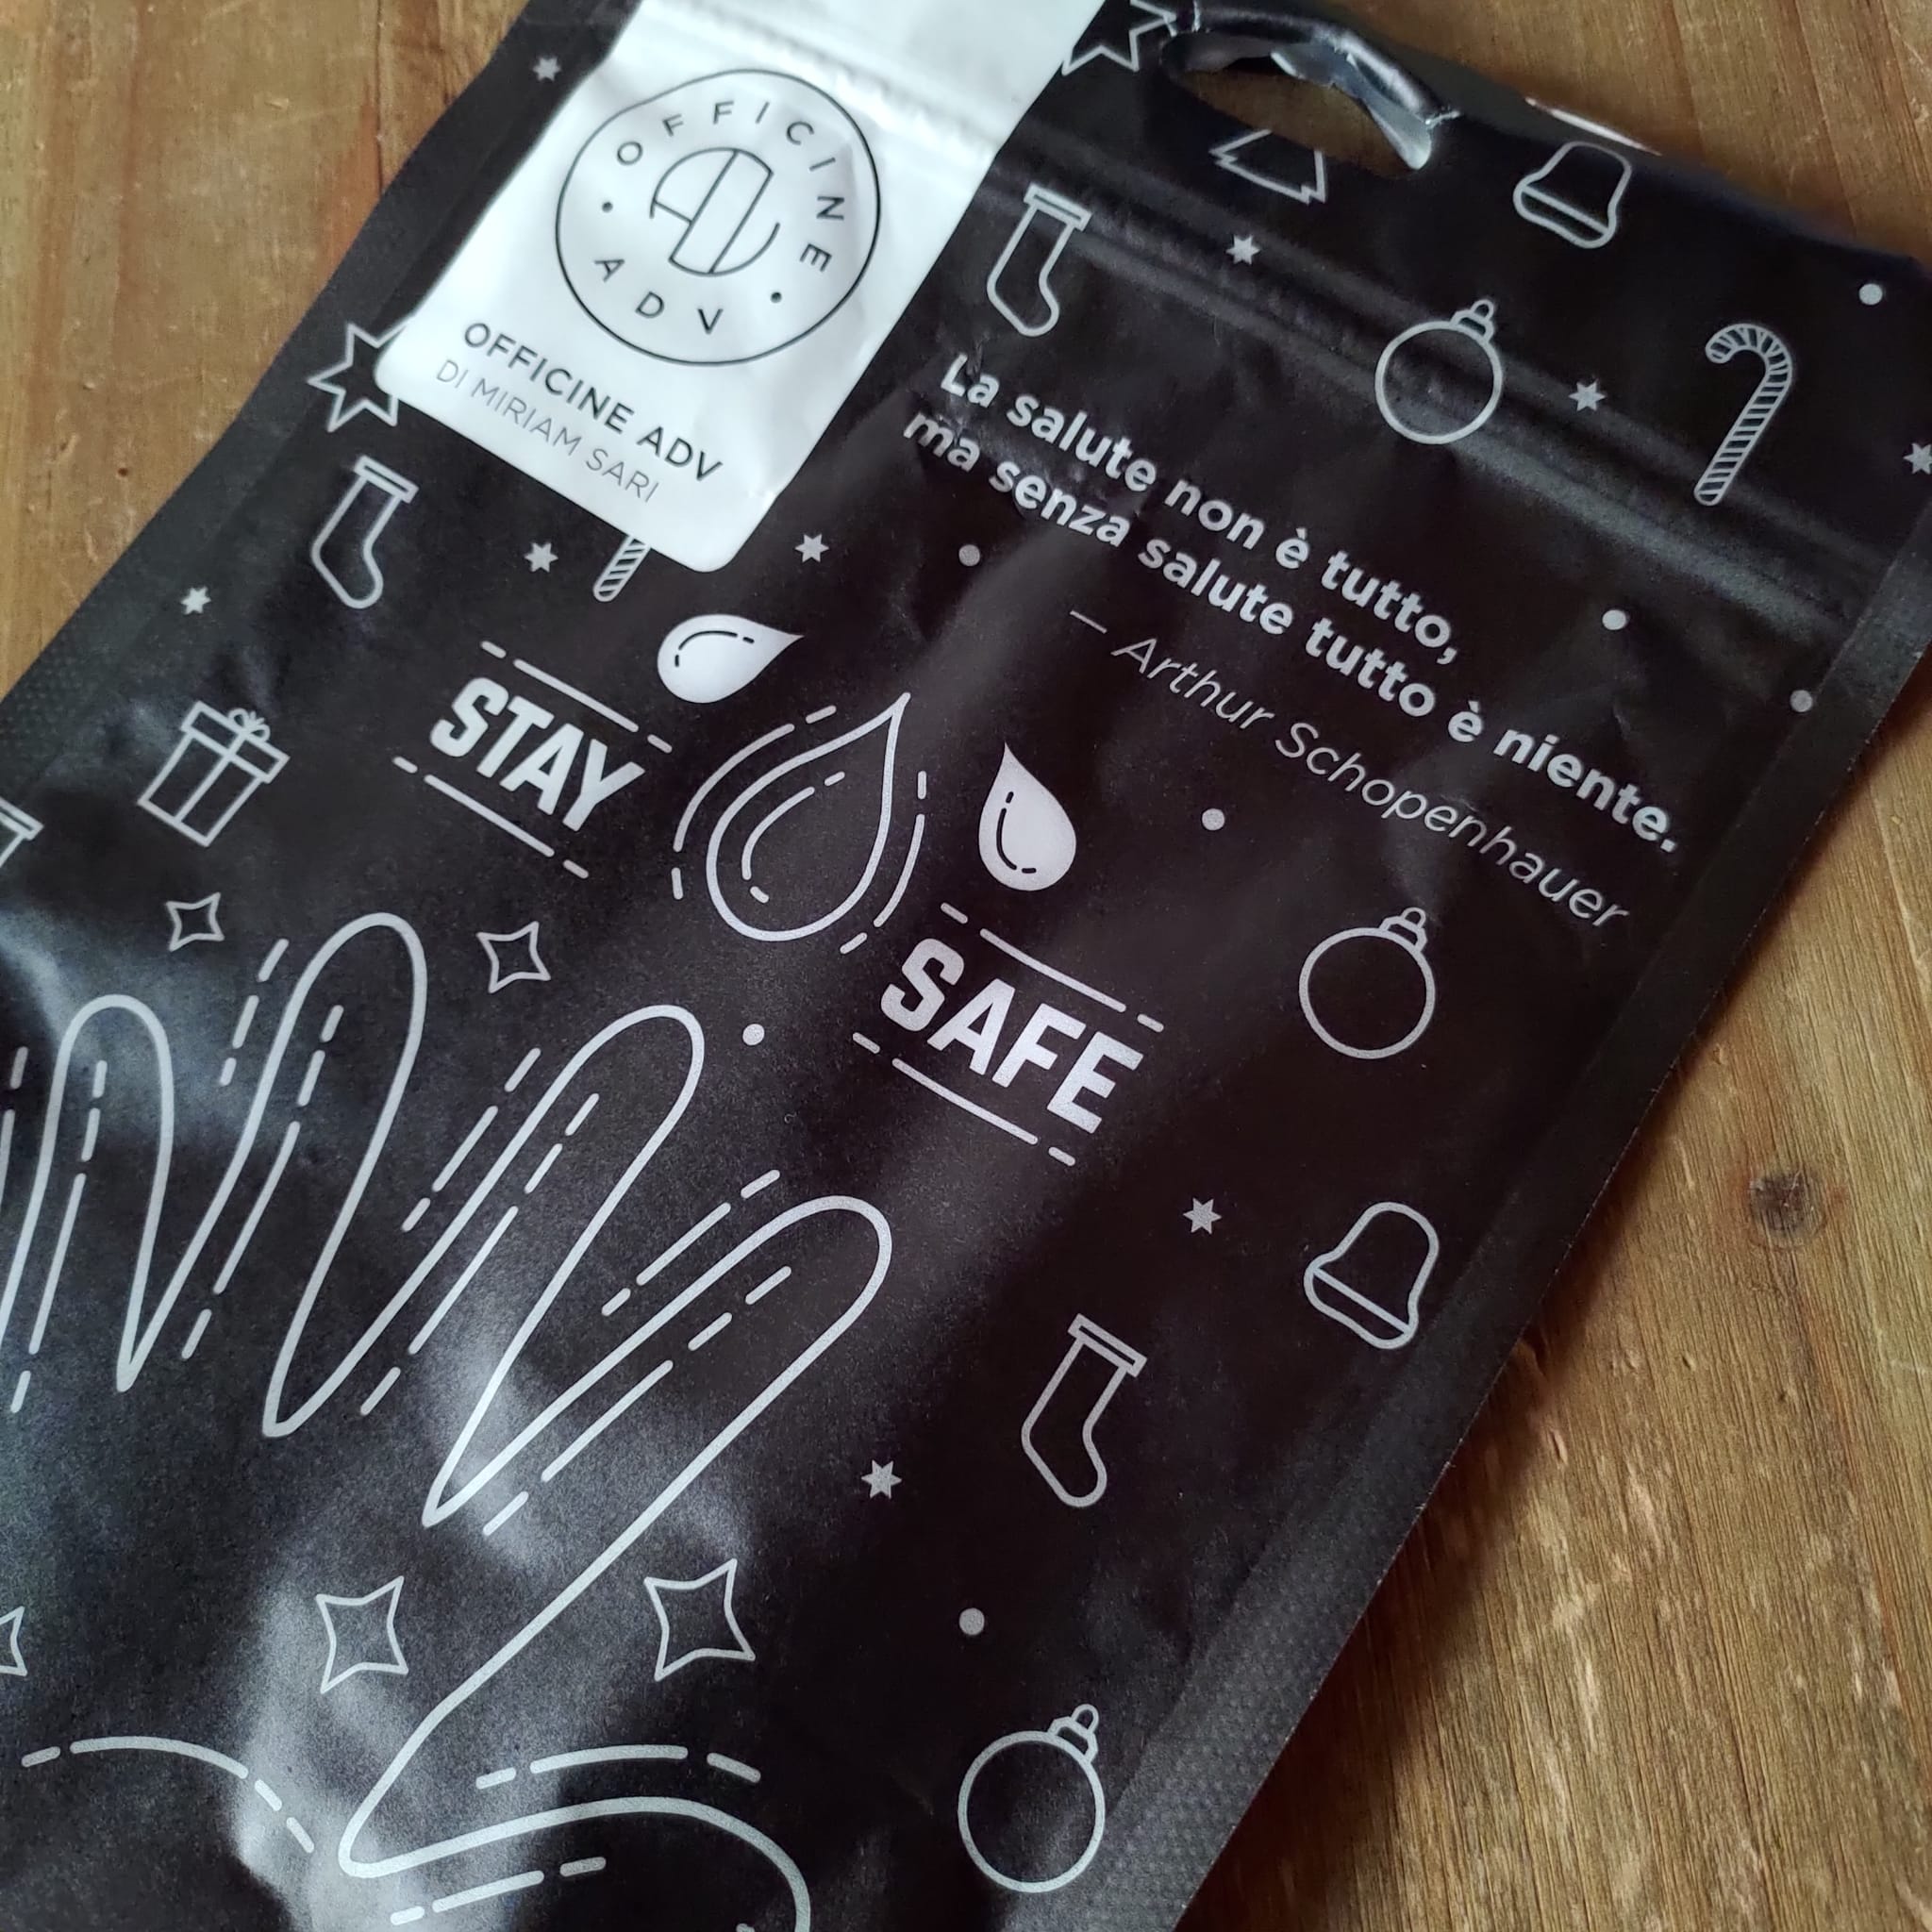 OFFICINE
ADV
OFFICINE ADV
DI MIRIAM SARI
La salute non è tutto,
ma senza salute tutto è niente.
— Arthur Schopenhauer
STAY
SAFE